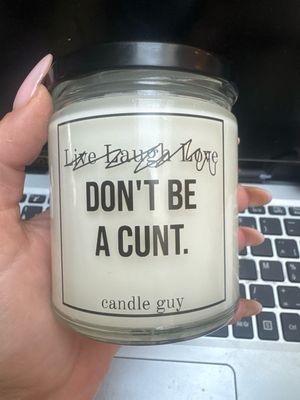 Live Laugh Love
DON'T BE
A CUNT.
candle guy